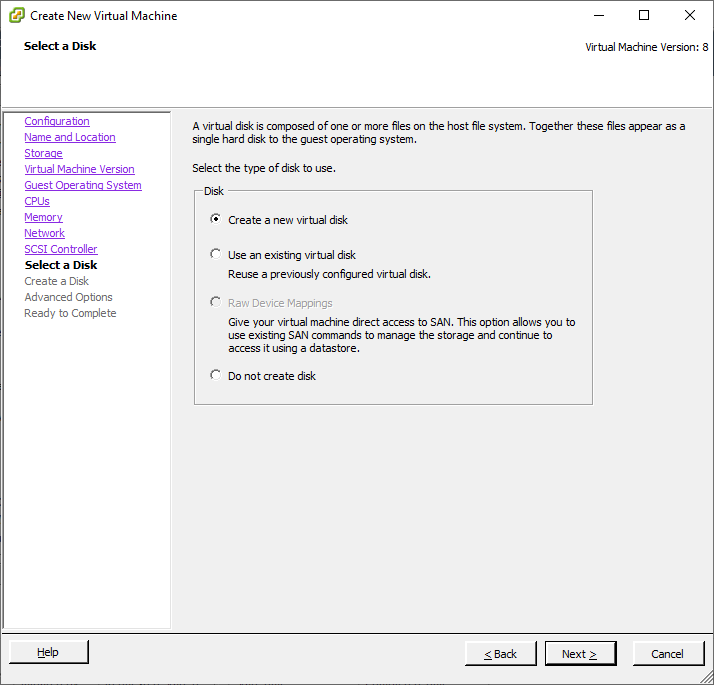 Create New Virtual Machine
Select a Disk
Virtual Machine Version: 8
Configuration
Name and Location
Storage
Virtual Machine Version
Guest Operating System
CPUs
Memory
Network
SCSI Controller
Select a Disk
Create a Disk
Advanced Options
Ready to Complete
A virtual disk is composed of one or more files on the host file system. Together these files appear as a
single hard disk to the guest operating system.
Select the type of disk to use.
Disk
Create a new virtual disk
Use an existing virtual disk
Reuse a previously configured virtual disk.
Raw Device Mappings
Give your virtual machine direct access to SAN. This option allows you to
use existing SAN commands to manage the storage and continue to
access it using a datastore.
Do not create disk
Help
< Back
Next >
Cancel